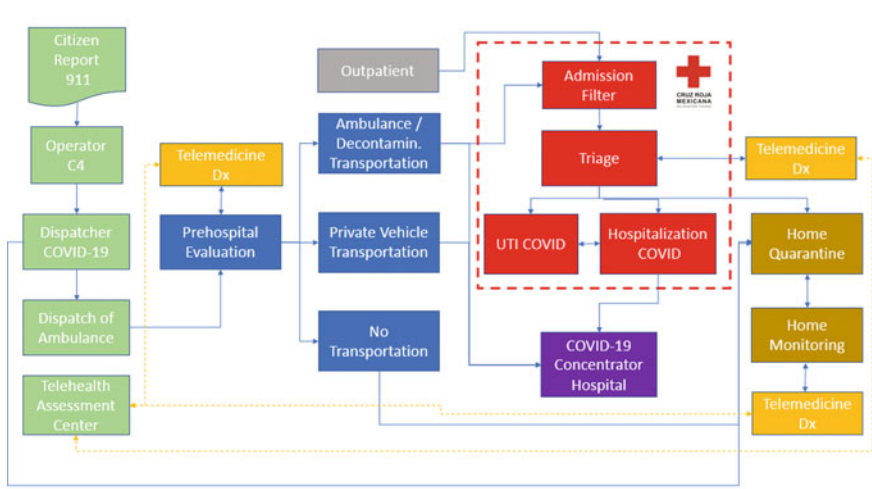 Citizen
Report
911
Operator
C4
Dispatcher
COVID-19
Dispatch of
Ambulance
Telehealth
Assessment
Center
Telemedicine
Dx
Prehospital
Evaluation
Outpatient
Ambulance /
Decontamin.
Transportation
Private Vehicle
Transportation
No
Transportation
Admission
Filter
CRUZ ROJA
MEXICANA
Triage
UTI COVID
Hospitalization
COVID
COVID-19
Concentrator
Hospital
Telemedicine
Dx
Home
Quarantine
Home
Monitoring
Telemedicine
Dx